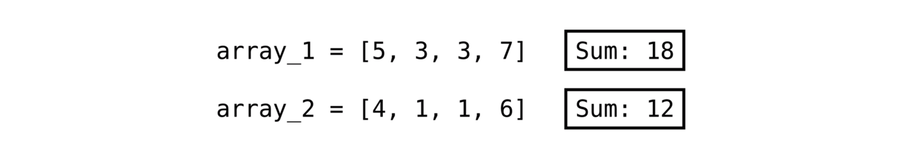 array_1 = [5, 3, 3, 7] Sum: 18
array_2 = [4, 1, 1, 6] Sum: 12